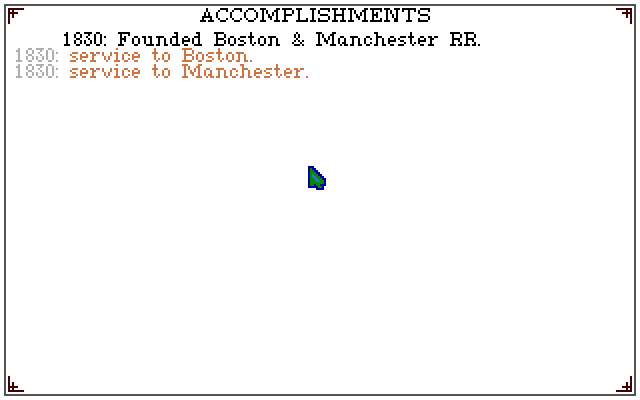 ACCOMPLISHMENTS
1830: Founded Boston & Manchester RR.
1830: service to Boston.
1830: service to Manchester.